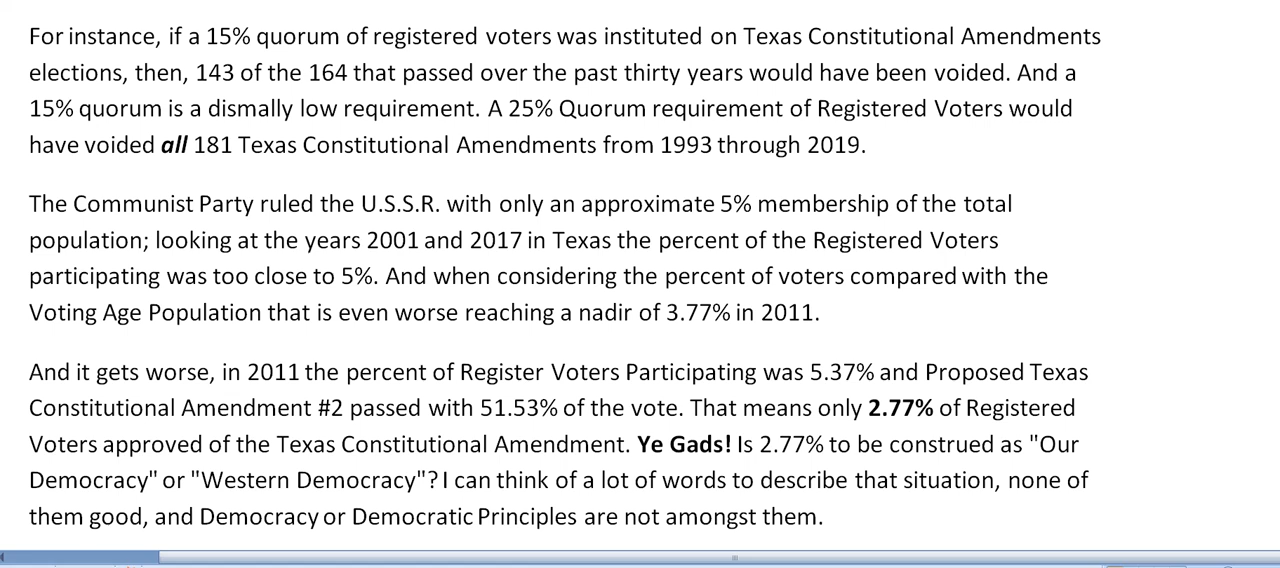 For instance, if a 15% quorum of registered voters was instituted on Texas Constitutional Amendments
elections, then, 143 of the 164 that passed over the past thirty years would have been voided. And a
15% quorum is a dismally low requirement. A 25% Quorum requirement of Registered Voters would
have voided all 181 Texas Constitutional Amendments from 1993 through 2019.
The Communist Party ruled the U.S.S.R. with only an approximate 5% membership of the total
population; looking at the years 2001 and 2017 in Texas the percent of the Registered Voters
participating was too close to 5%. And when considering the percent of voters compared with the
Voting Age Population that is even worse reaching a nadir of 3.77% in 2011.
And it gets worse, in 2011 the percent of Register Voters Participating was 5.37% and Proposed Texas
Constitutional Amendment #2 passed with 51.53% of the vote. That means only 2.77% of Registered
Voters approved of the Texas Constitutional Amendment. Ye Gads! Is 2.77% to be construed as "Our
Democracy" or "Western Democracy"? I can think of a lot of words to describe that situation, none of
them good, and Democracy or Democratic Principles are not amongst them.